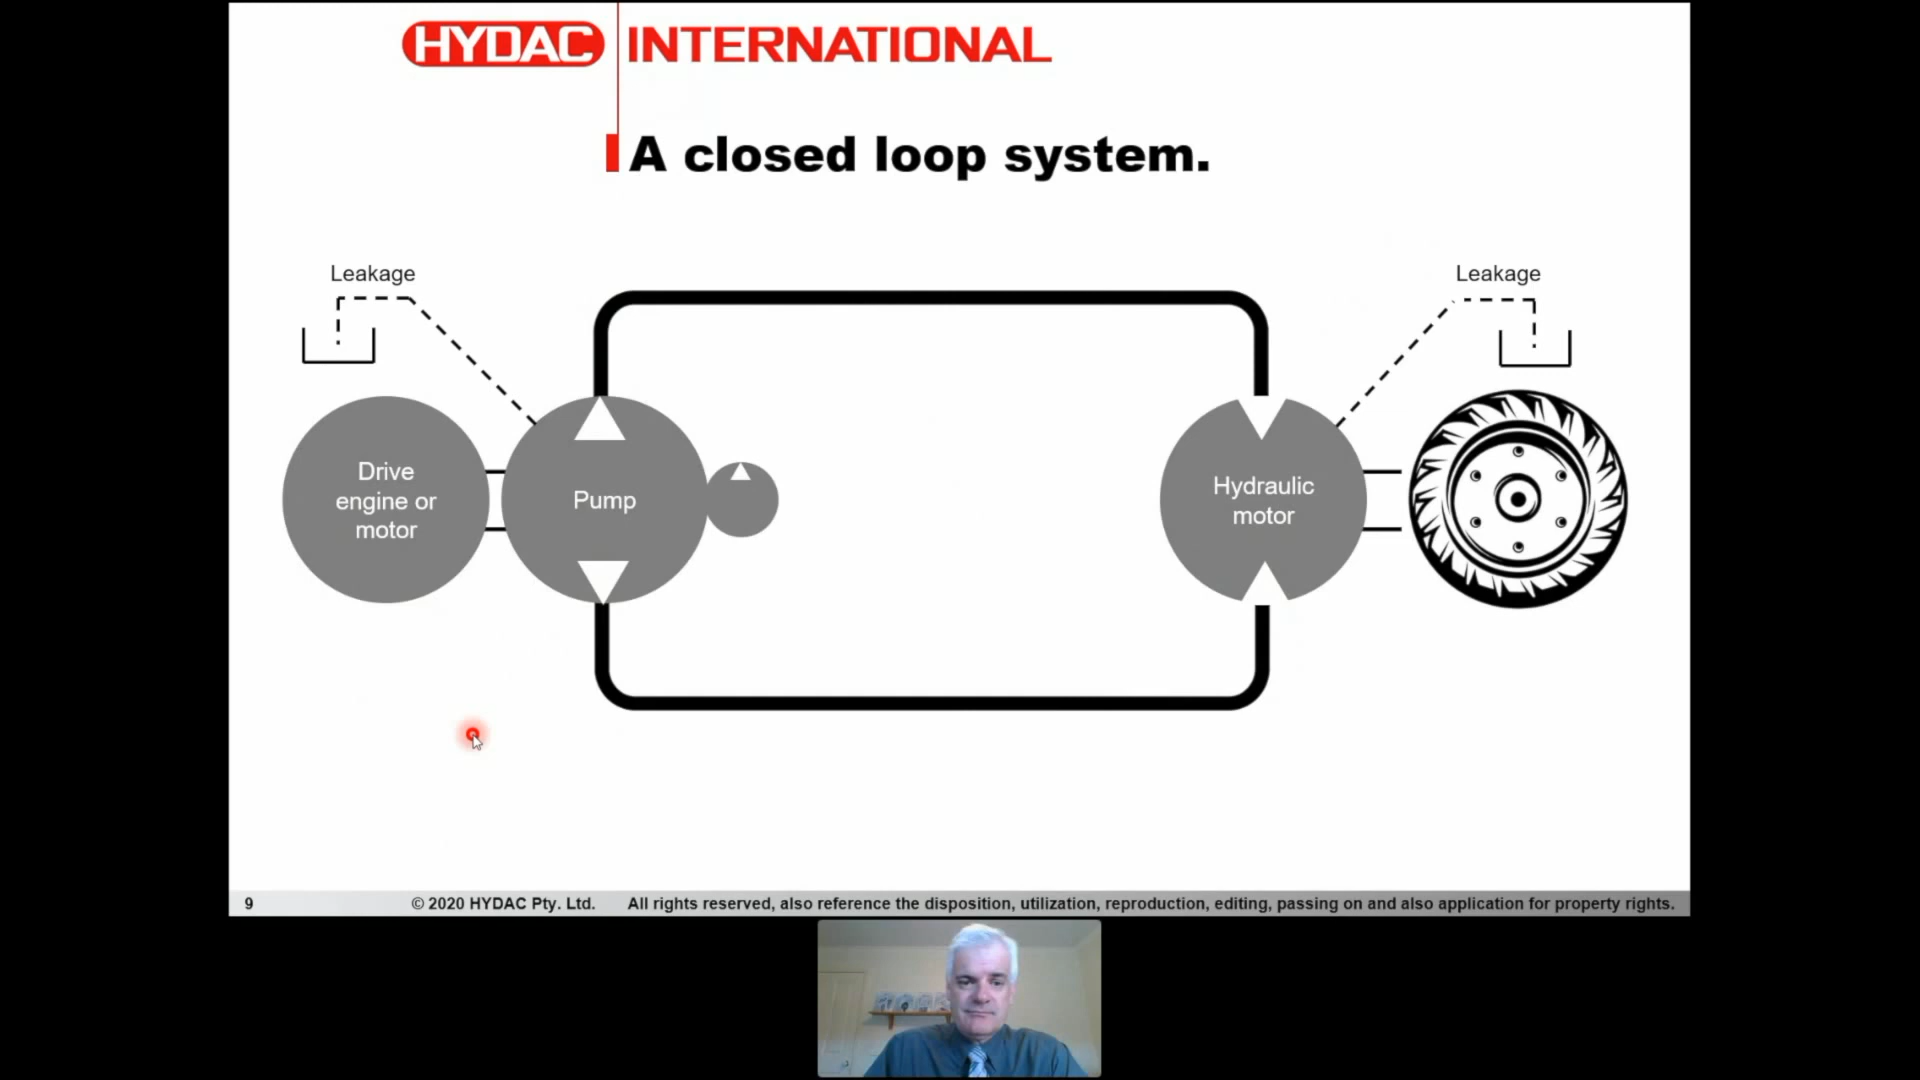 HYDAC INTERNATIONAL
A closed loop system.
Leakage
Leakage
Drive
engine or
motor
Pump
Hydraulic
motor
9
© 2020 HYDAC Pty. Ltd.
All rights reserved, also reference the disposition, utilization, reproduction, editing, passing on and also application for property rights.